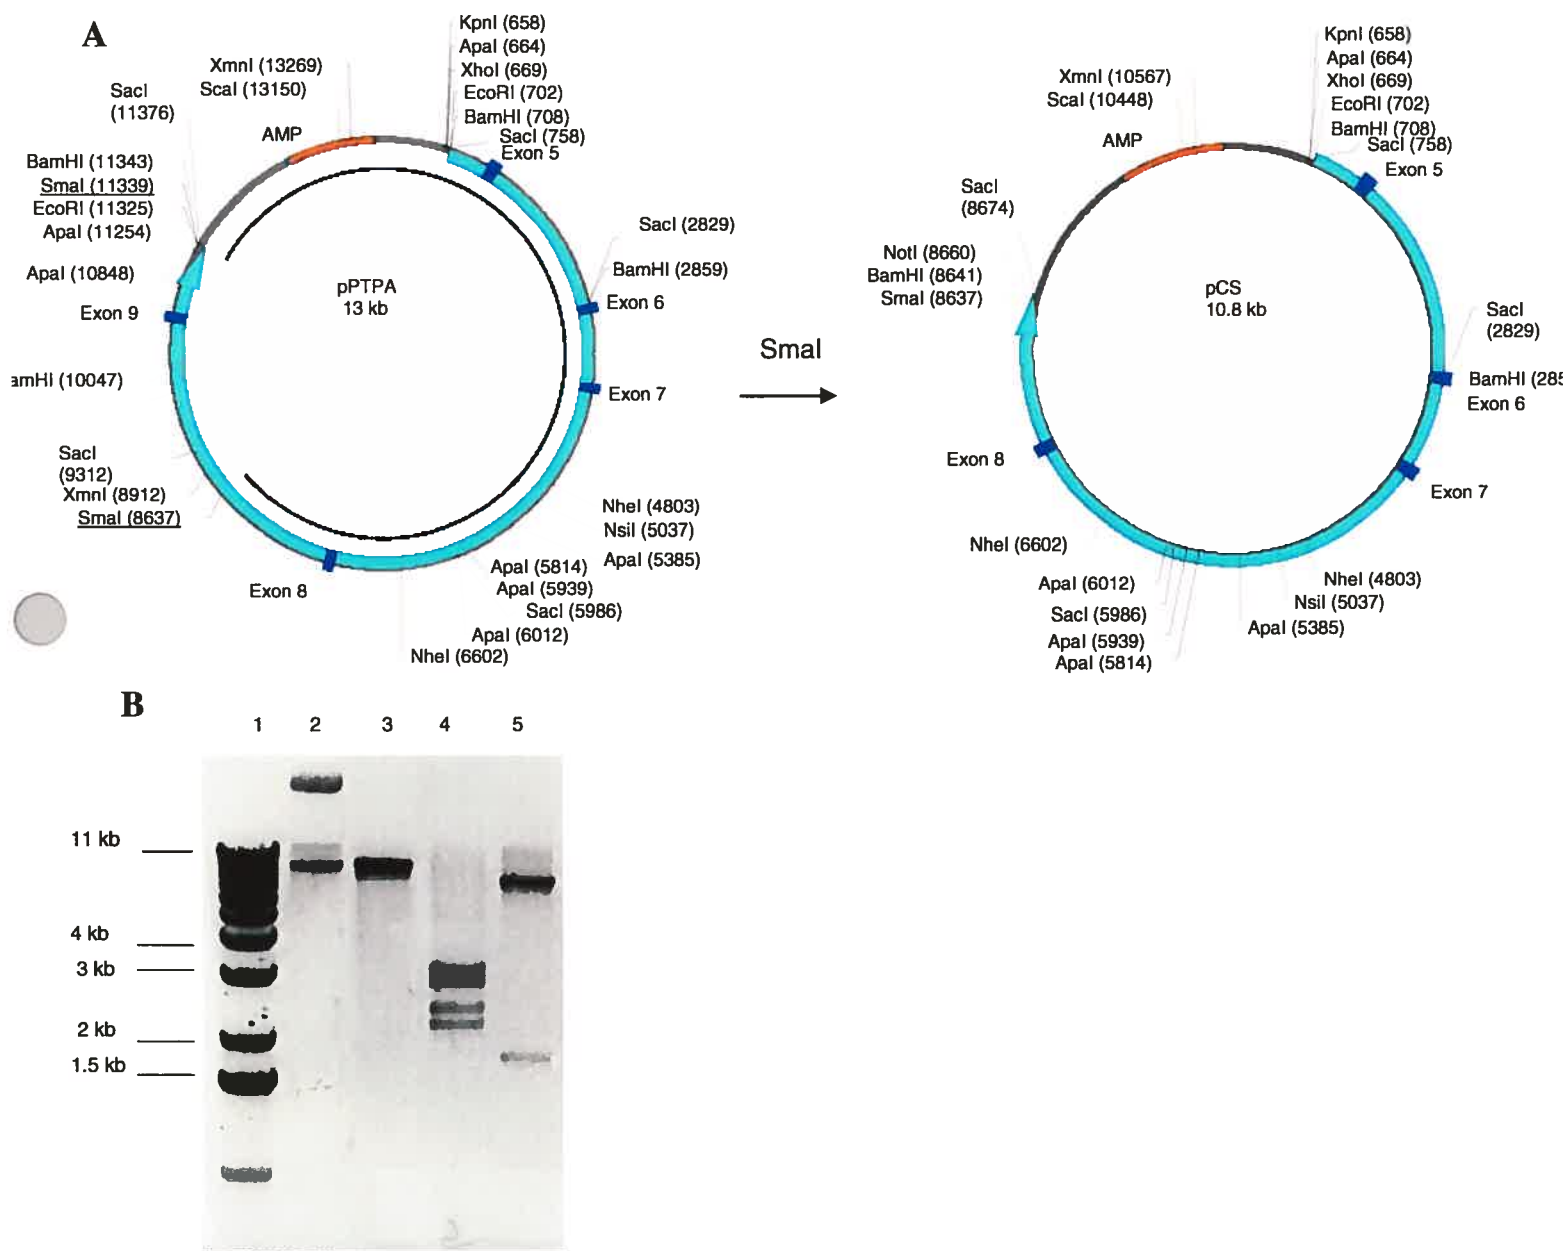 A
KpnI (658)
ApaI (664)
XhoI (669)
EcoRI (702)
BamHI (708)
SacI (758)
Exon 5
XmnI (13269)
ScaI (13150)
SacI
(11376)
AMP
BamHI (11343)
SmaI (11339)
EcoRI (11325)
ApaI (11254)
ApaI (10848)
Exon 9
amHI (10047)
SacI
(9312)
XmnI (8912)
SmaI (8637)
Exon 8
pPTPA
13 kb
SacI (2829)
BamHI (2859)
Exon 6
Exon 7
NheI (4803)
NsiI (5037)
ApaI (5385)
ApaI (5814)
ApaI (5939)
SacI (5986)
ApaI (6012)
NheI (6602)
SmaI
KpnI (658)
ApaI (664)
XhoI (669)
EcoRI (702)
BamHI (708)
SacI (758)
Exon 5
XmnI (10567)
ScaI (10448)
AMP
SacI
(8674)
NotI (8660)
BamHI (8641)
SmaI (8637)
pCS
10.8 kb
SacI
(2829)
BamHI (285
Exon 6
Exon 7
Exon 8
NheI (6602)
ApaI (6012)
SacI (5986)
ApaI (5939)
ApaI (5814)
NheI (4803)
NsiI (5037)
ApaI (5385)
B
1 2 3 4 5
11 kb
4 kb
3 kb
2 kb
1.5 kb